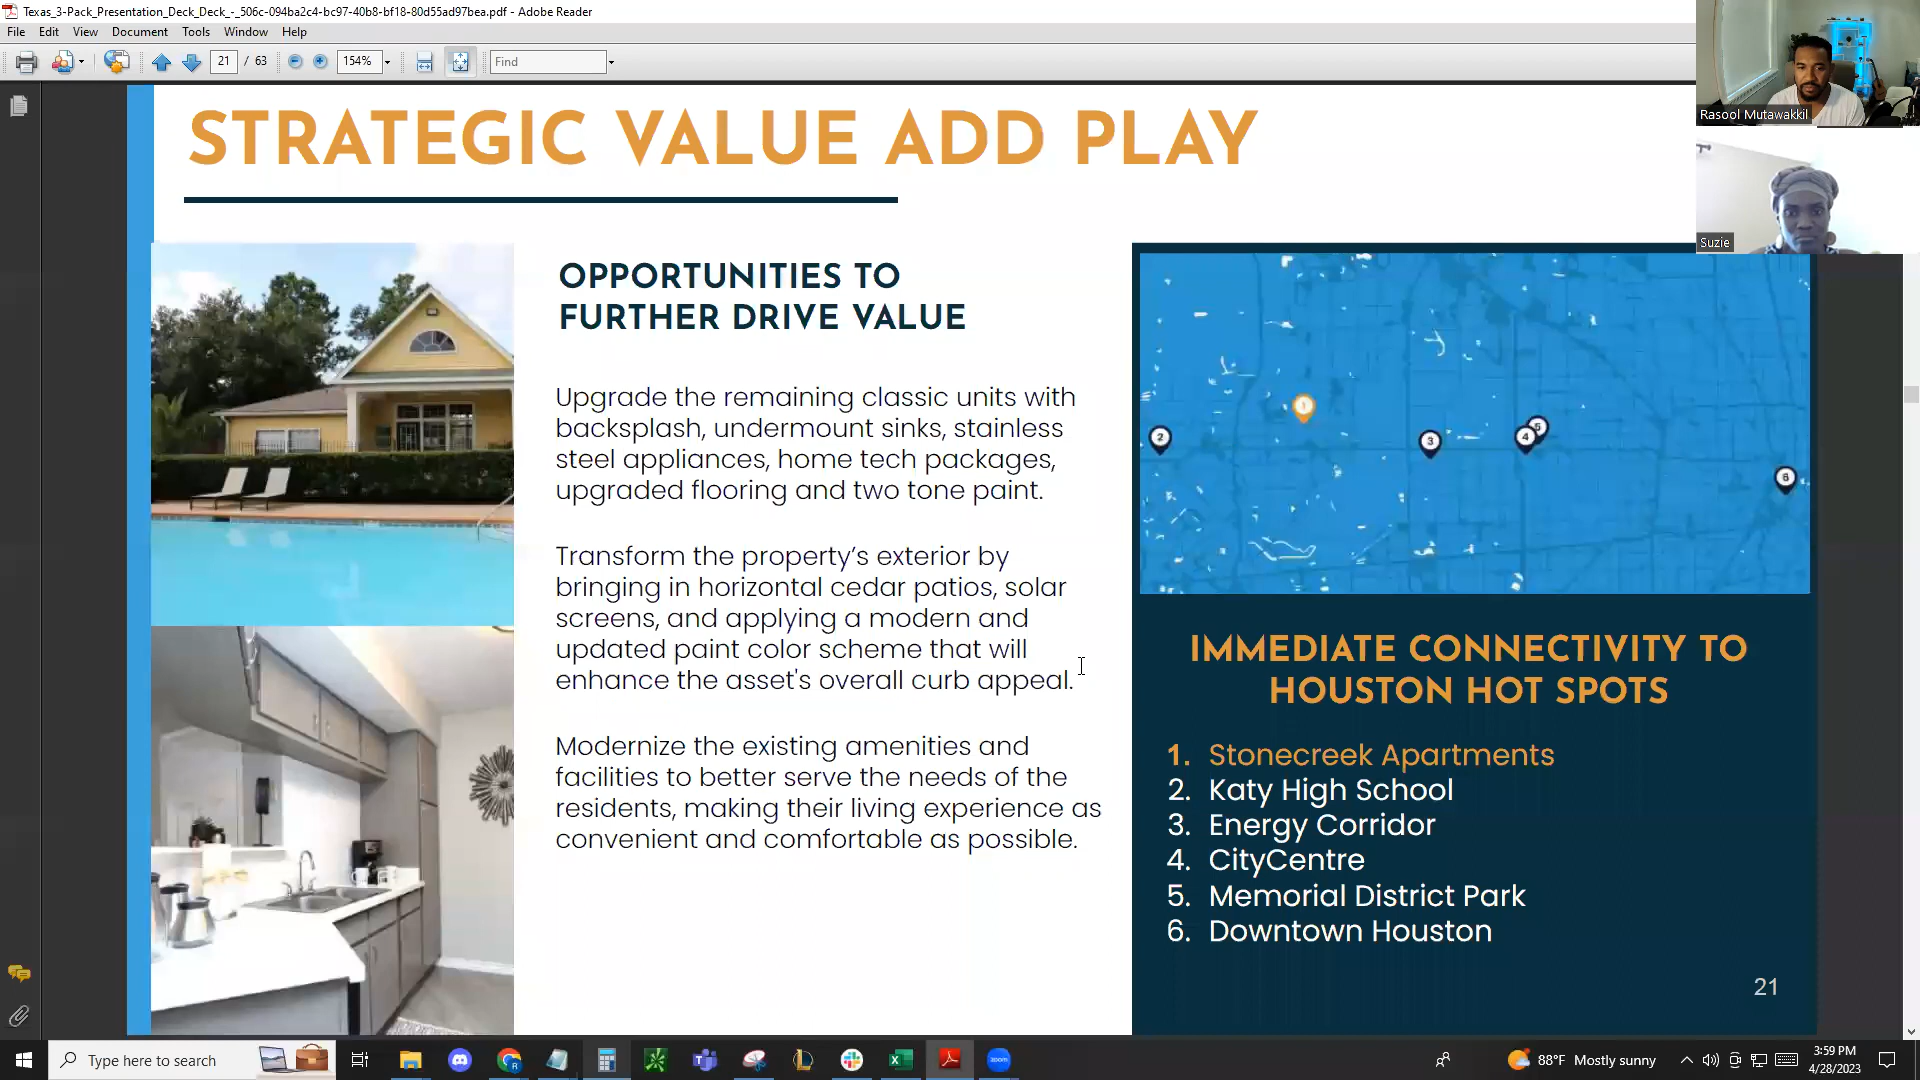 Texas_3-Pack_Presentation_Deck_Deck_-_506c-094ba2c4-bc97-40b8-bf18-80d55ad97bea.pdf - Adobe Reader
File Edit View Document Tools Window Help
21 / 63 154% Find
STRATEGIC VALUE ADD PLAY
Rasool Mutawakkil
Suzie
OPPORTUNITIES TO
FURTHER DRIVE VALUE
Upgrade the remaining classic units with
backsplash, undermount sinks, stainless
steel appliances, home tech packages,
upgraded flooring and two tone paint.
Transform the property’s exterior by
bringing in horizontal cedar patios, solar
screens, and applying a modern and
updated paint color scheme that will
enhance the asset's overall curb appeal.
Modernize the existing amenities and
facilities to better serve the needs of the
residents, making their living experience as
convenient and comfortable as possible.
1
2
3
4
5
6
IMMEDIATE CONNECTIVITY TO
HOUSTON HOT SPOTS
1. Stonecreek Apartments
2. Katy High School
3. Energy Corridor
4. CityCentre
5. Memorial District Park
6. Downtown Houston
21
Type here to search
zoom
88°F Mostly sunny
3:59 PM
4/28/2023